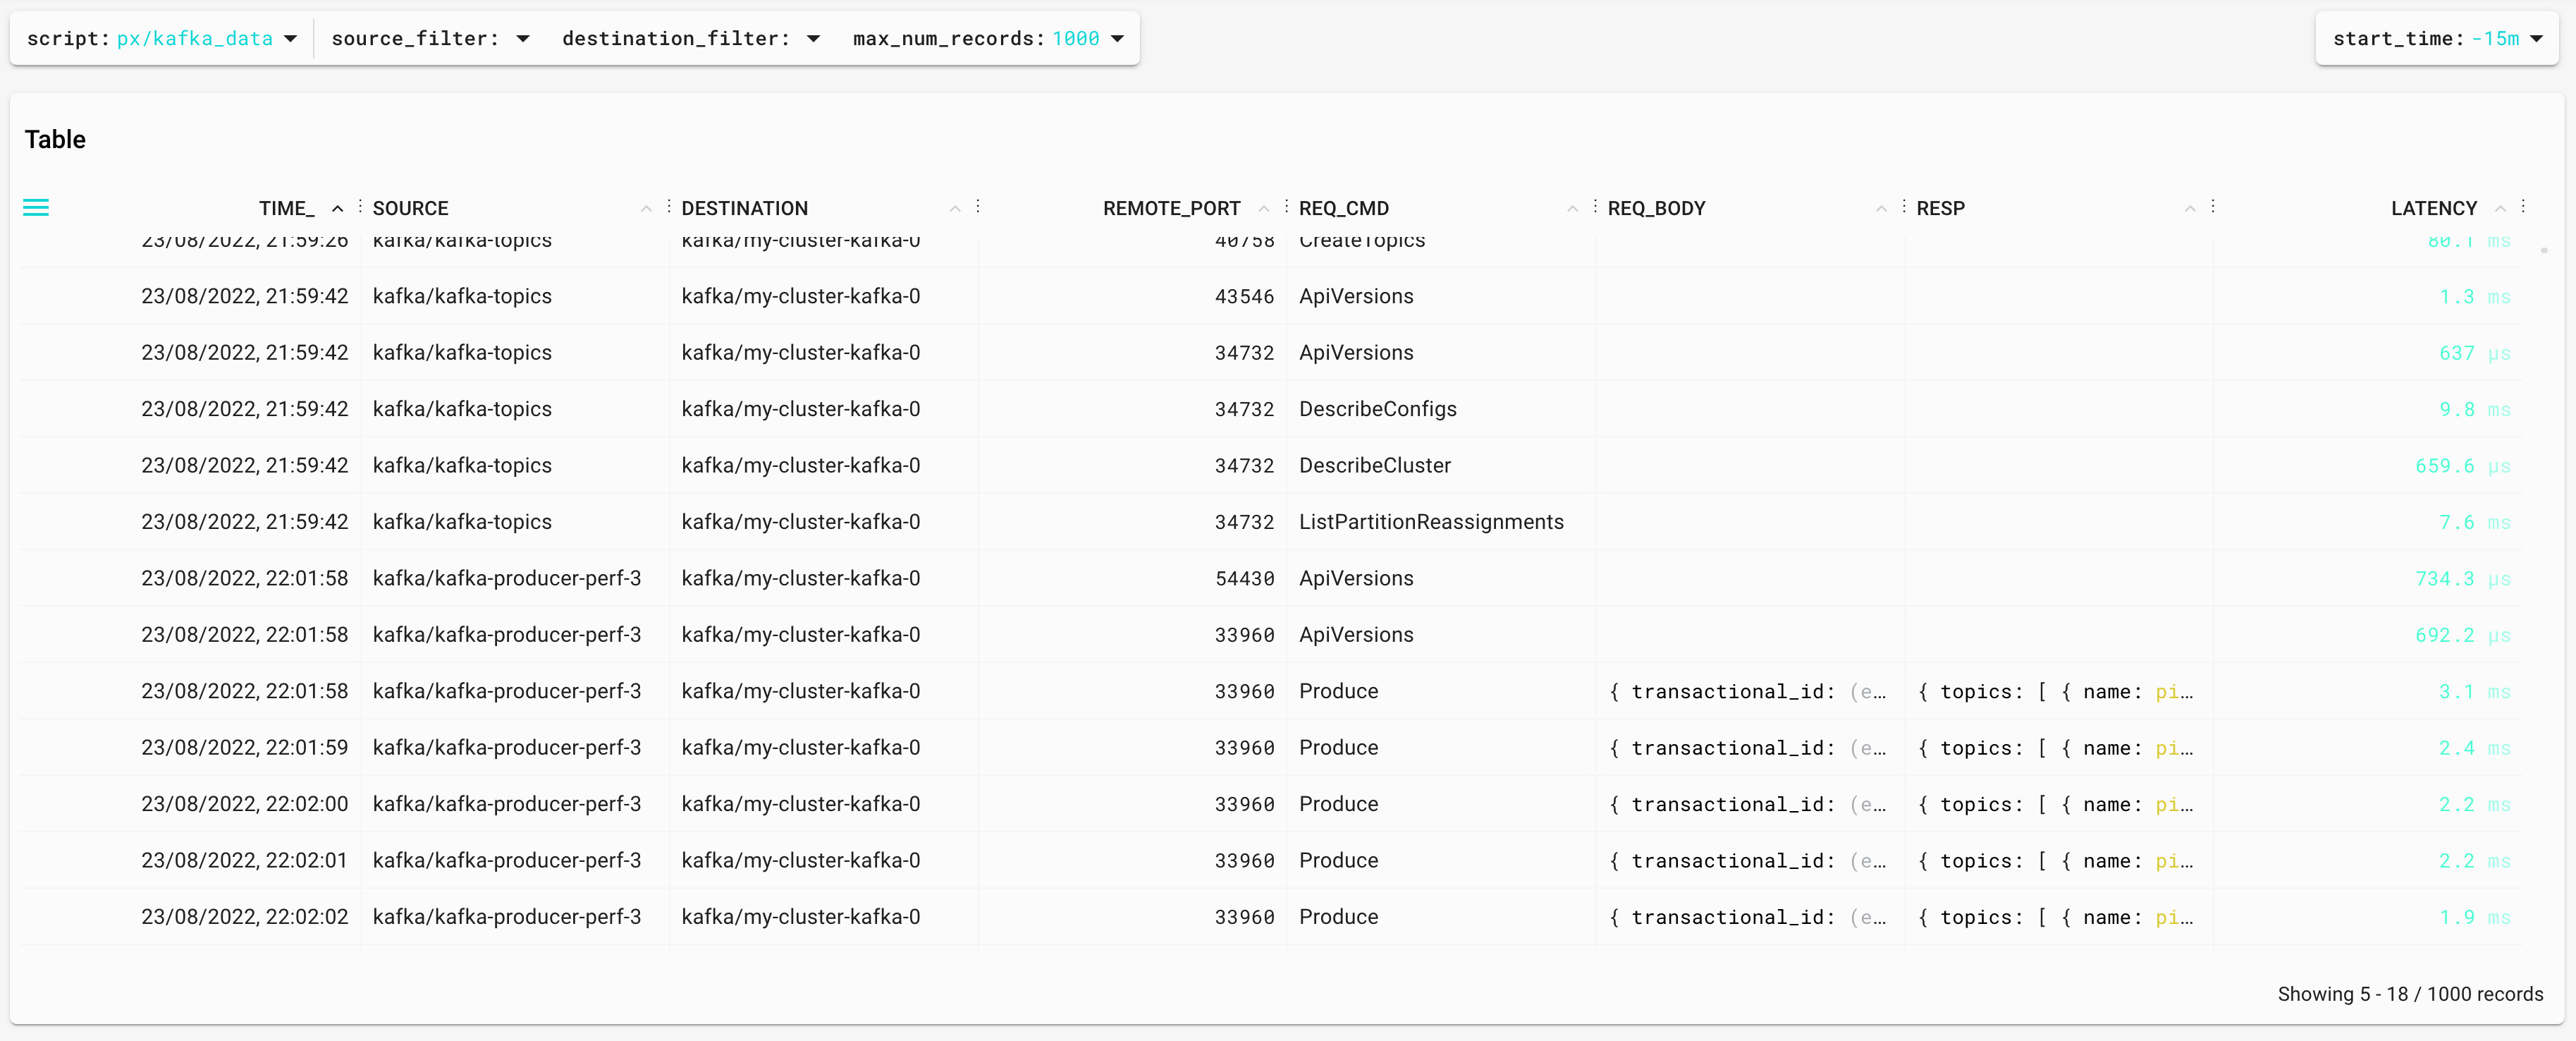 script: px/kafka_data source_filter: destination_filter: max_num_records: 1000 start_time: -15m
Table
TIME_ SOURCE DESTINATION REMOTE_PORT REQ_CMD REQ_BODY RESP LATENCY
23/08/2022, 21:59:26 kafka/kafka-topics kafka/my-cluster-kafka-0 40758 CreateTopics 80.1 ms
23/08/2022, 21:59:42 kafka/kafka-topics kafka/my-cluster-kafka-0 43546 ApiVersions 1.3 ms
23/08/2022, 21:59:42 kafka/kafka-topics kafka/my-cluster-kafka-0 34732 ApiVersions 637 µs
23/08/2022, 21:59:42 kafka/kafka-topics kafka/my-cluster-kafka-0 34732 DescribeConfigs 9.8 ms
23/08/2022, 21:59:42 kafka/kafka-topics kafka/my-cluster-kafka-0 34732 DescribeCluster 659.6 µs
23/08/2022, 21:59:42 kafka/kafka-topics kafka/my-cluster-kafka-0 34732 ListPartitionReassignments 7.6 ms
23/08/2022, 22:01:58 kafka/kafka-producer-perf-3 kafka/my-cluster-kafka-0 54430 ApiVersions 734.3 µs
23/08/2022, 22:01:58 kafka/kafka-producer-perf-3 kafka/my-cluster-kafka-0 33960 ApiVersions 692.2 µs
23/08/2022, 22:01:58 kafka/kafka-producer-perf-3 kafka/my-cluster-kafka-0 33960 Produce { transactional_id: (e… { topics: [ { name: pi… 3.1 ms
23/08/2022, 22:01:59 kafka/kafka-producer-perf-3 kafka/my-cluster-kafka-0 33960 Produce { transactional_id: (e… { topics: [ { name: pi… 2.4 ms
23/08/2022, 22:02:00 kafka/kafka-producer-perf-3 kafka/my-cluster-kafka-0 33960 Produce { transactional_id: (e… { topics: [ { name: pi… 2.2 ms
23/08/2022, 22:02:01 kafka/kafka-producer-perf-3 kafka/my-cluster-kafka-0 33960 Produce { transactional_id: (e… { topics: [ { name: pi… 2.2 ms
23/08/2022, 22:02:02 kafka/kafka-producer-perf-3 kafka/my-cluster-kafka-0 33960 Produce { transactional_id: (e… { topics: [ { name: pi… 1.9 ms
Showing 5 - 18 / 1000 records